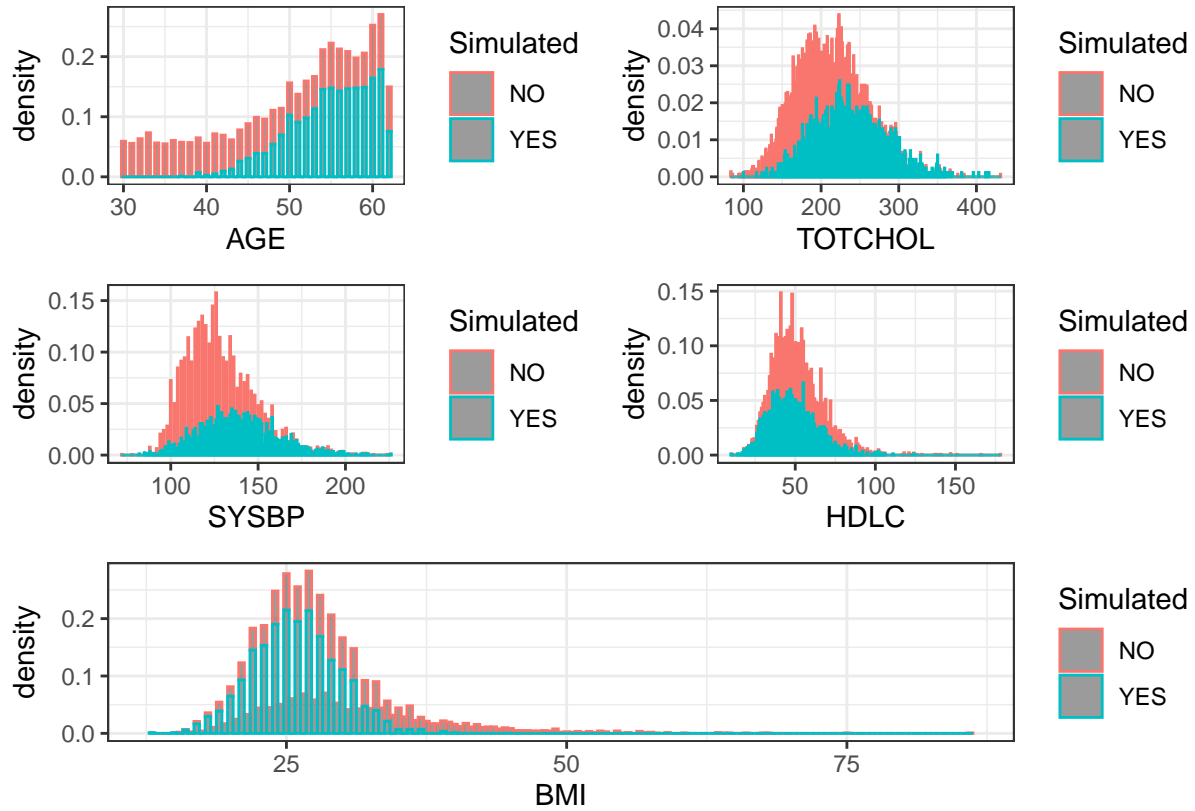 density
0.2
0.1
0.0
30 40 50 60
AGE
Simulated
NO
YES
density
0.04
0.03
0.02
0.01
0.00
100 200 300 400
TOTCHOL
Simulated
NO
YES
density
0.15
0.10
0.05
0.00
100 150 200
SYSBP
Simulated
NO
YES
density
0.15
0.10
0.05
0.00
50 100 150
HDLC
Simulated
NO
YES
density
0.2
0.1
0.0
25 50 75
BMI
Simulated
NO
YES